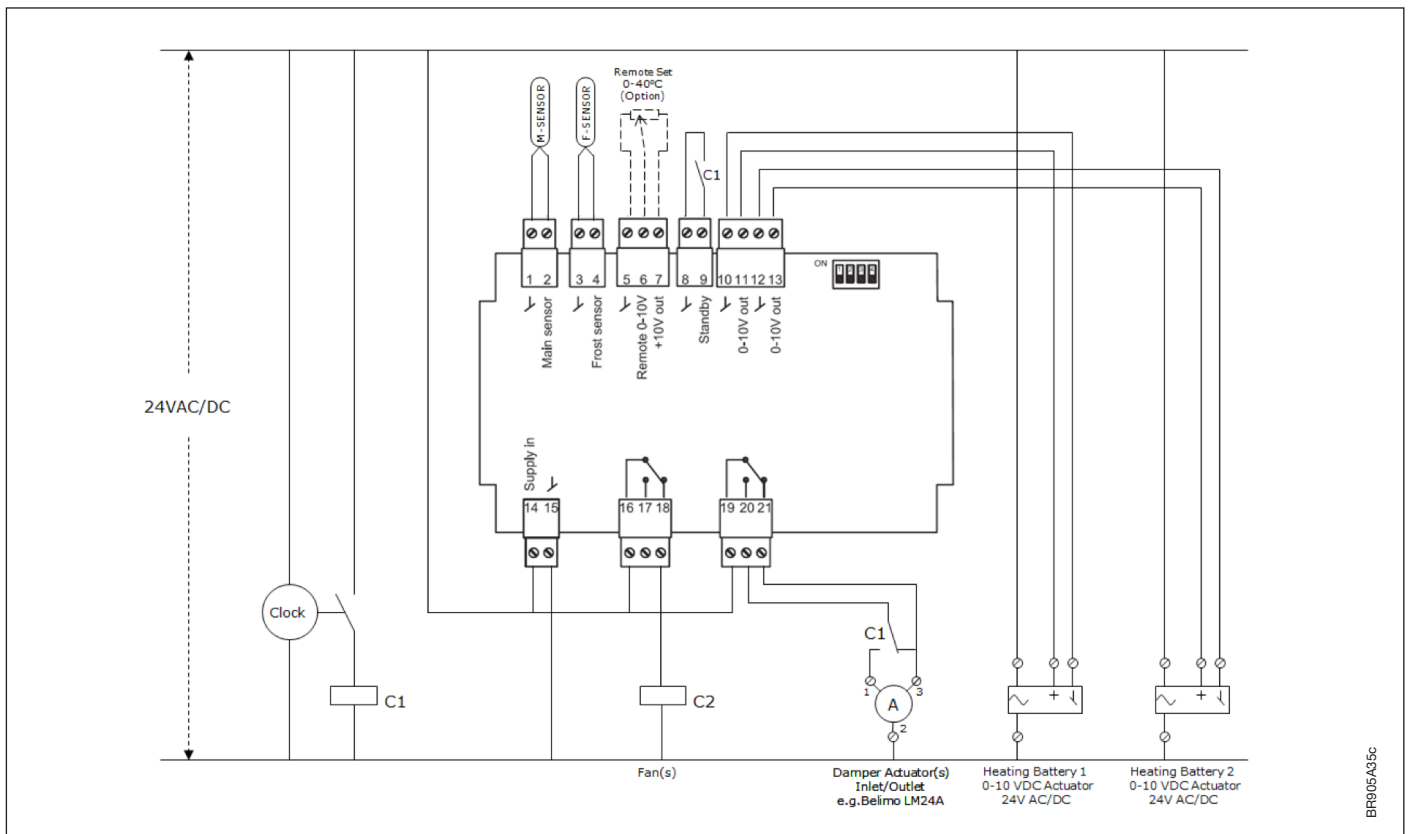 Remote Set
0-40ºC
(Option)
M-SENSOR
F-SENSOR
C1
ON
1 2 3 4
1 2
3 4
5 6 7
8 9
10 11 12 13
Main sensor
Frost sensor
Remote 0-10V
+10V out
Standby
0-10V out
0-10V out
24VAC/DC
Supply in
14 15
16 17 18
19 20 21
Clock
C1
C1
C2
1
3
A
2
+
+
Fan(s)
Damper Actuator(s)
Inlet/Outlet
e.g.Belimo LM24A
Heating Battery 1
0-10 VDC Actuator
24V AC/DC
Heating Battery 2
0-10 VDC Actuator
24V AC/DC
BR905A35c